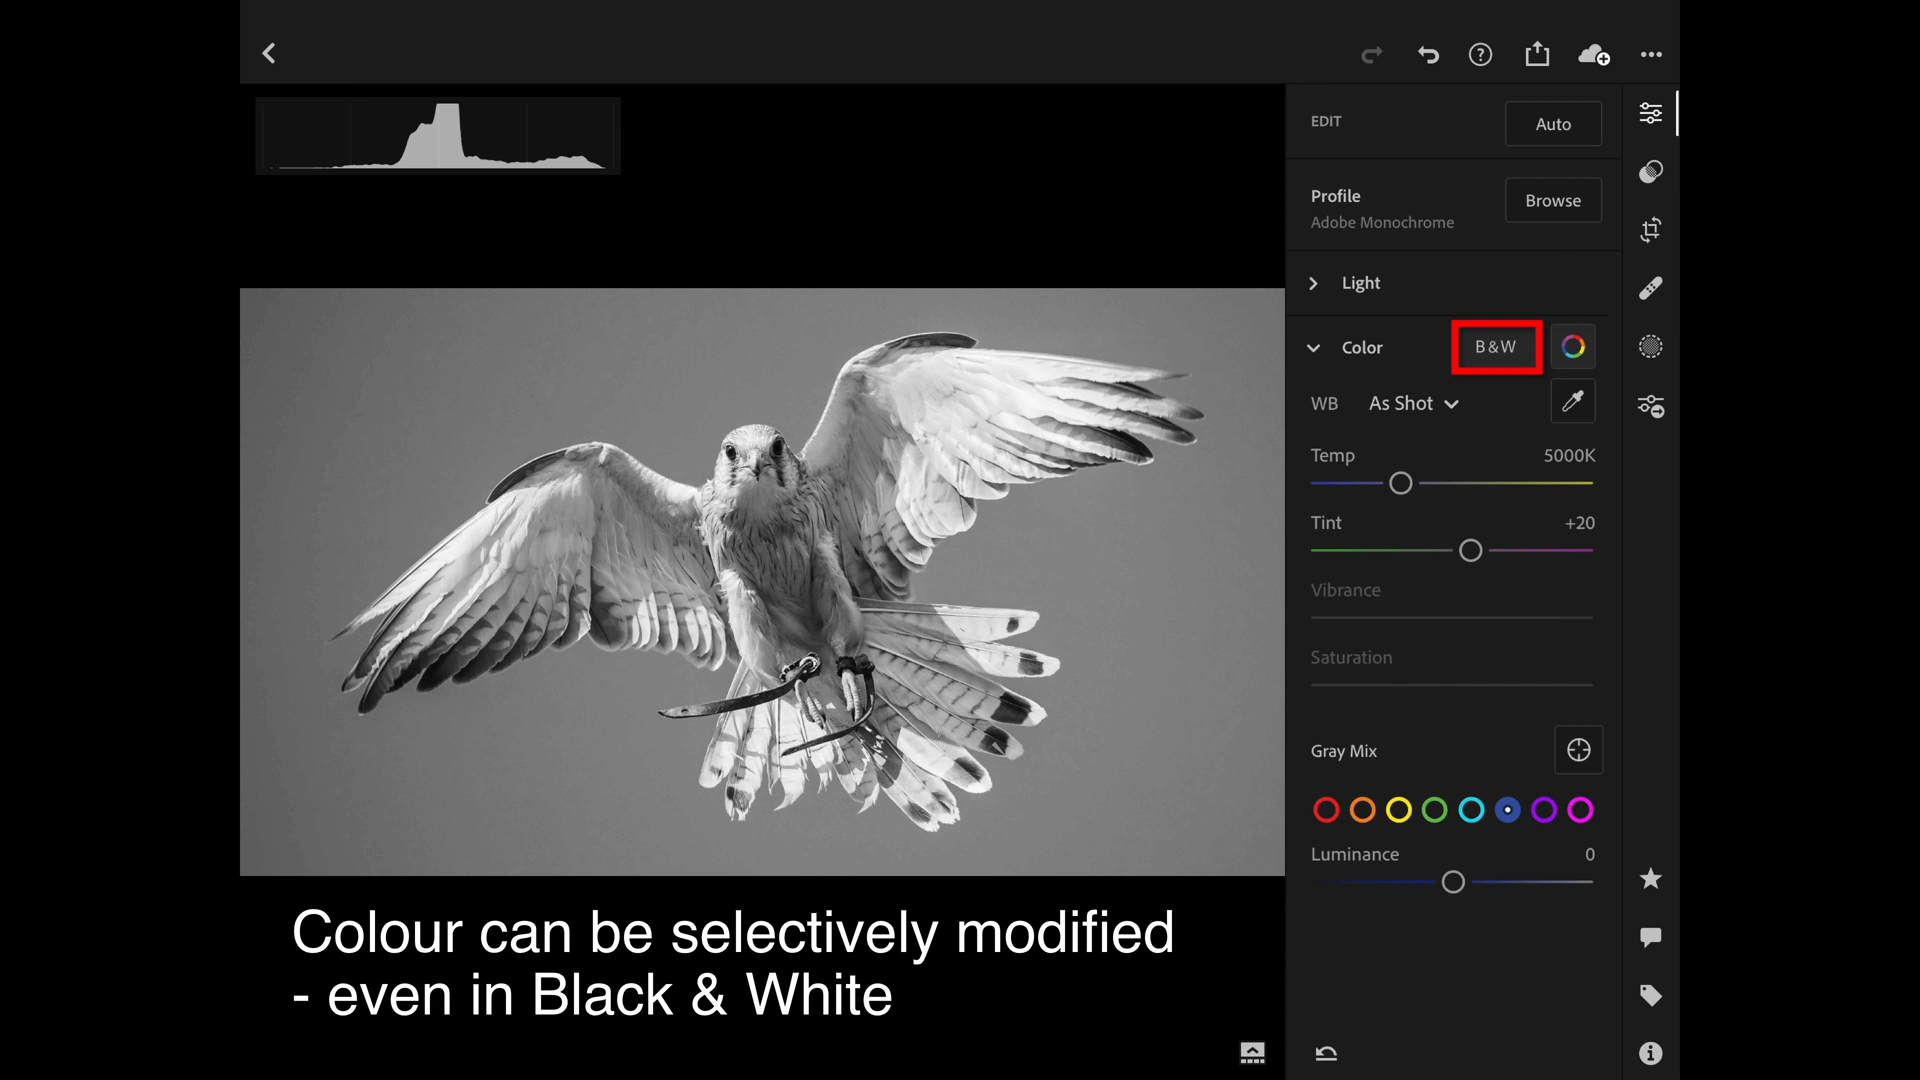 EDIT
Auto
Profile
Browse
Adobe Monochrome
Light
Color
B&W
WB
As Shot
Temp
5000K
Tint
+20
Vibrance
Saturation
Gray Mix
Luminance
0
Colour can be selectively modified
- even in Black & White